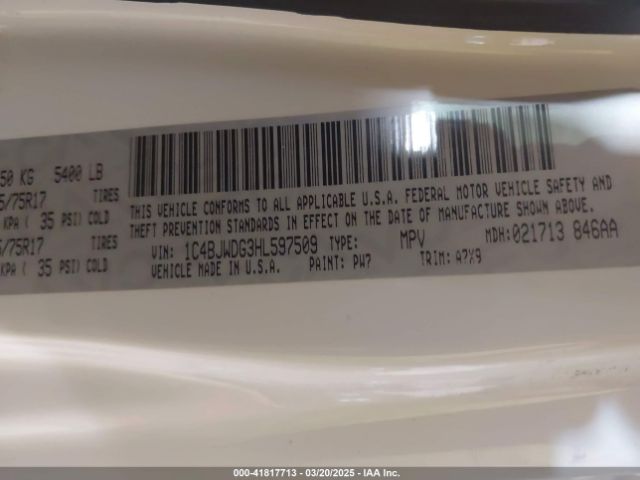 50 KG 5400 LB
5/75R17 TIRES
KPA ( 35 PSI) COLD
5/75R17 TIRES
KPA ( 35 PSI) COLD
THIS VEHICLE CONFORMS TO ALL APPLICABLE U.S.A. FEDERAL MOTOR VEHICLE SAFETY AND
THEFT PREVENTION STANDARDS IN EFFECT ON THE DATE OF MANUFACTURE SHOWN ABOVE.
VIN: 1C4BJWDG3HL597509 TYPE: MPV MDH:021713 846AA
VEHICLE MADE IN U.S.A. PAINT: PW7 TRIM: A7X9
000-41817713 - 03/20/2025 - IAA Inc.